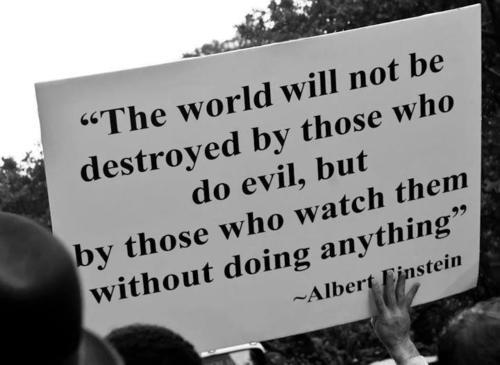 “The world will not be
destroyed by those who
do evil, but
by those who watch them
without doing anything”
~Albert Einstein